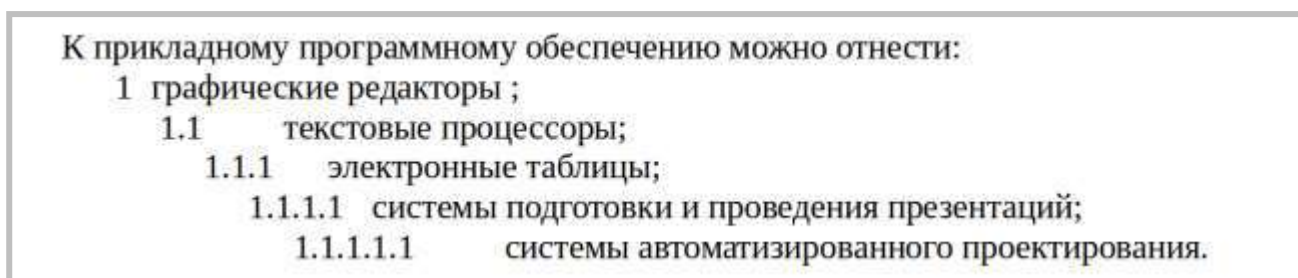 К прикладному программному обеспечению можно отнести:
1 графические редакторы ;
1.1 текстовые процессоры;
1.1.1 электронные таблицы;
1.1.1.1 системы подготовки и проведения презентаций;
1.1.1.1.1 системы автоматизированного проектирования.